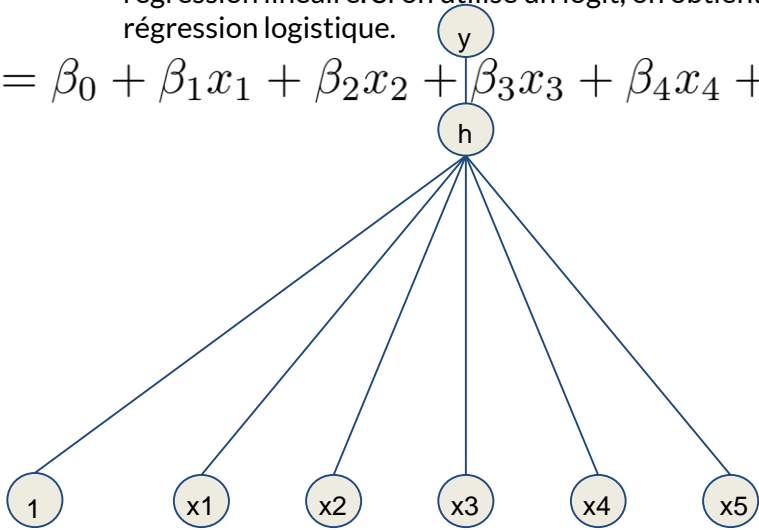 régression logistique.
y
= β₀ + β₁x₁ + β₂x₂ + β₃x₃ + β₄x₄ +
h
1 x1 x2 x3 x4 x5